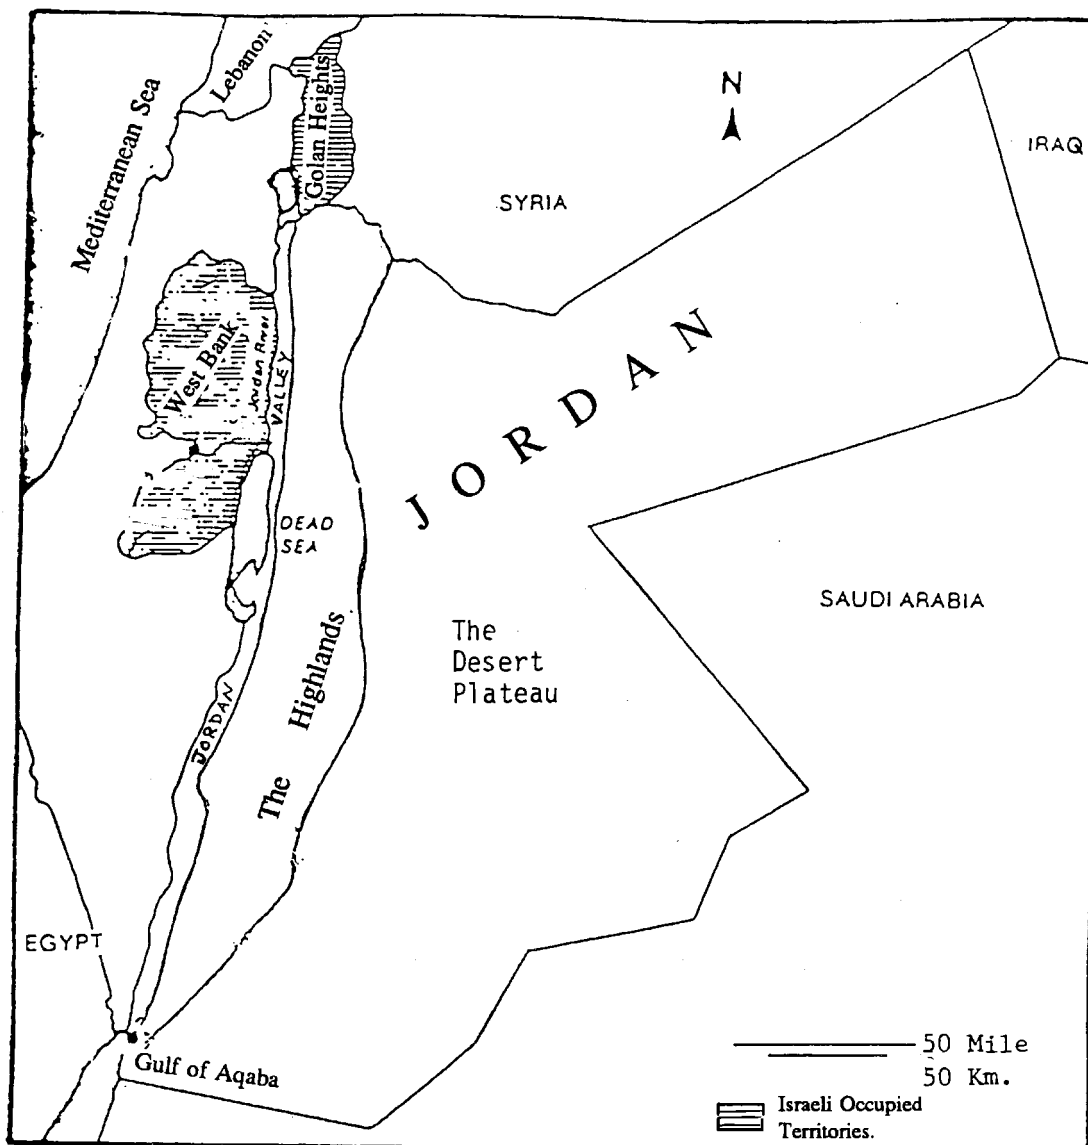 Mediterranean Sea
Lebanon
Golan Heights
N
IRAQ
SYRIA
West Bank
Jordan River
VALLEY
JORDAN
DEAD
SEA
SAUDI ARABIA
The
Desert
Plateau
The Highlands
JORDAN
EGYPT
Gulf of Aqaba
50 Mile
50 Km.
Israeli Occupied
Territories.